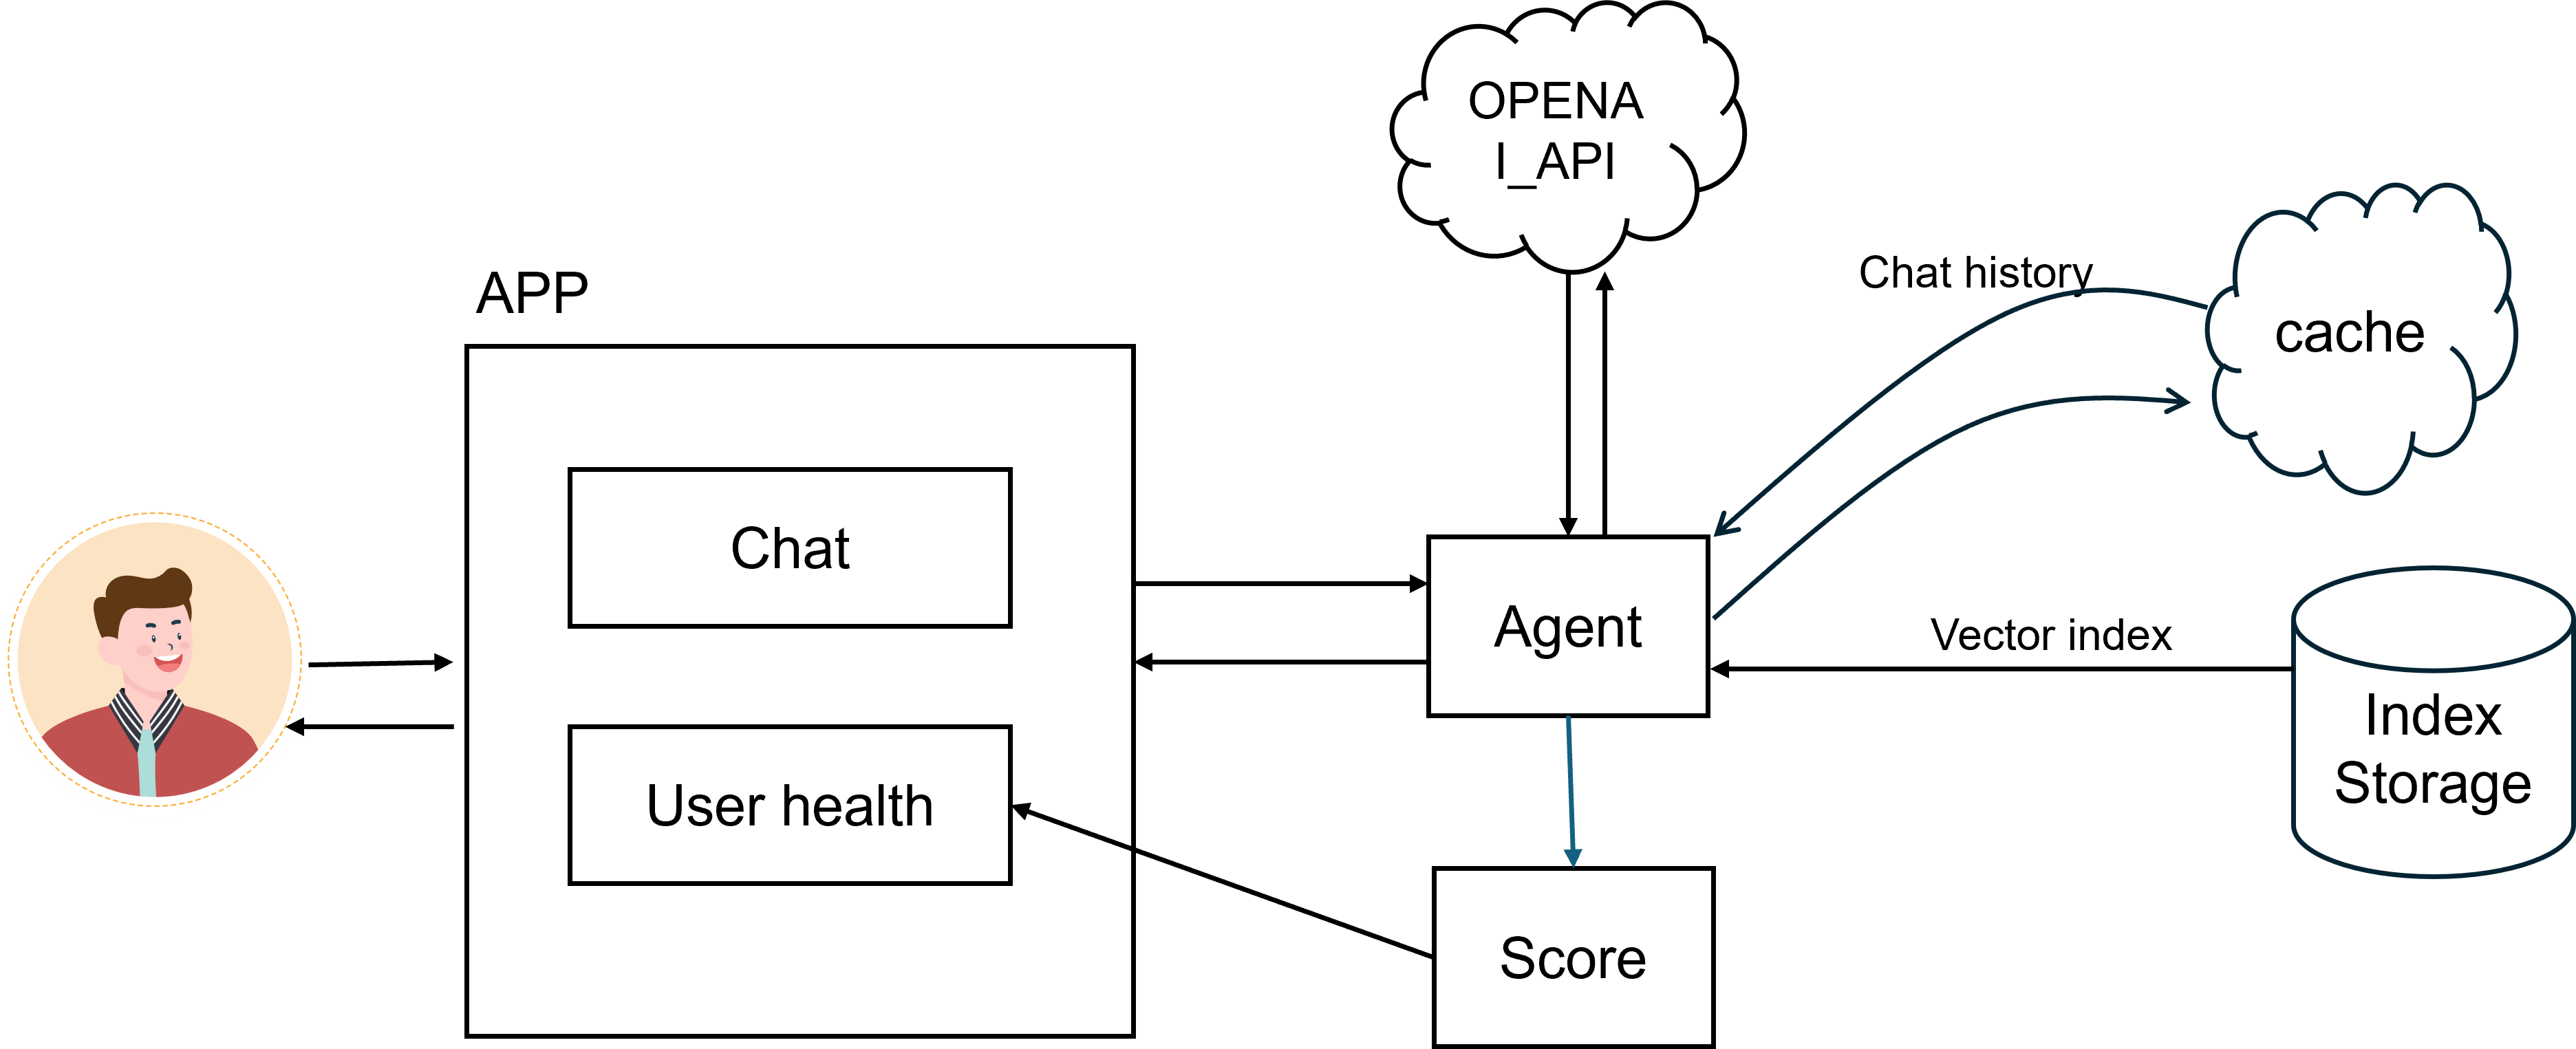 OPENA
I_API
Chat history
cache
APP
Chat
Agent
Vector index
Index
Storage
User health
Score